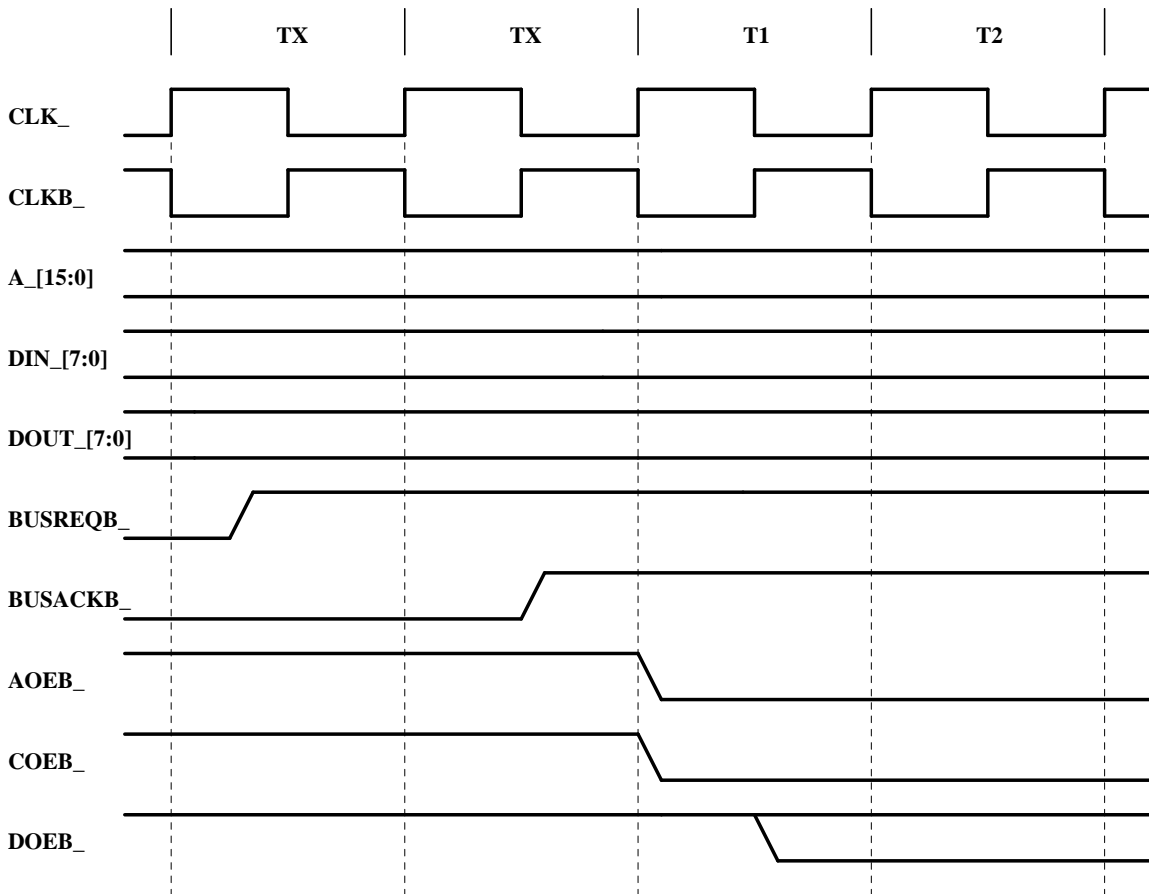 TX TX T1 T2
CLK_
CLKB_
A_[15:0]
DIN_[7:0]
DOUT_[7:0]
BUSREQB_
BUSACKB_
AOEB_
COEB_
DOEB_